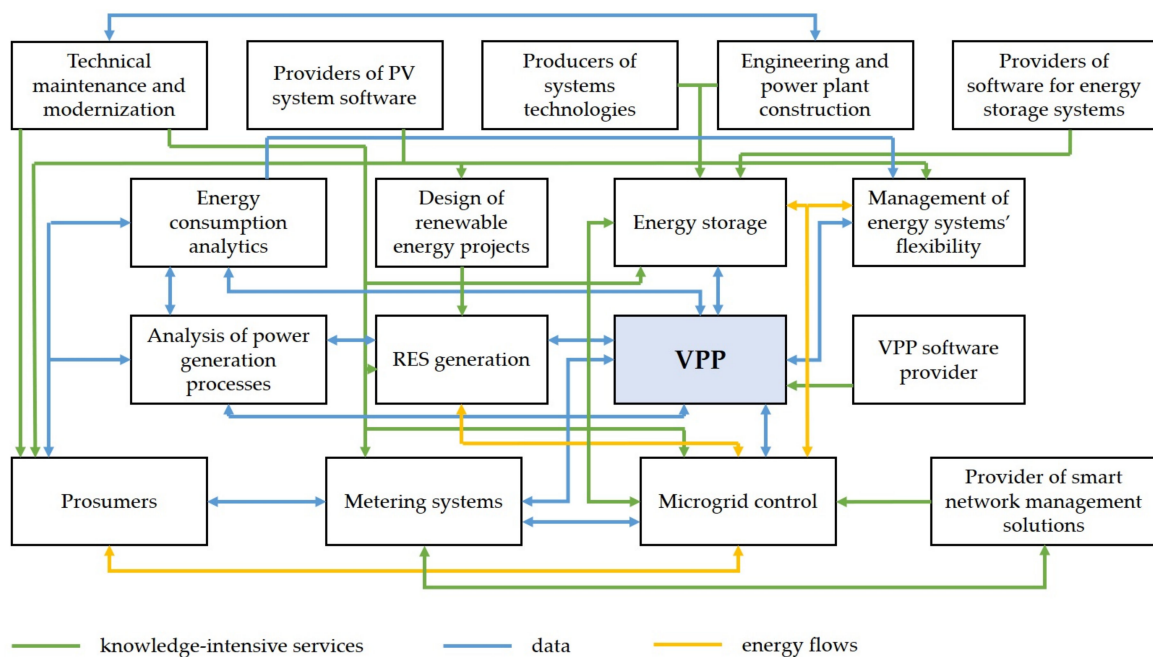 Technical
maintenance and
modernization
Providers of PV
system software
Producers of
systems
technologies
Engineering and
power plant
construction
Providers of
software for energy
storage systems
Energy
consumption
analytics
Design of
renewable
energy projects
Energy storage
Management of
energy systems’
flexibility
Analysis of power
generation
processes
RES generation
VPP
VPP software
provider
Prosumers
Metering systems
Microgrid control
Provider of smart
network management
solutions
knowledge-intensive services
data
energy flows